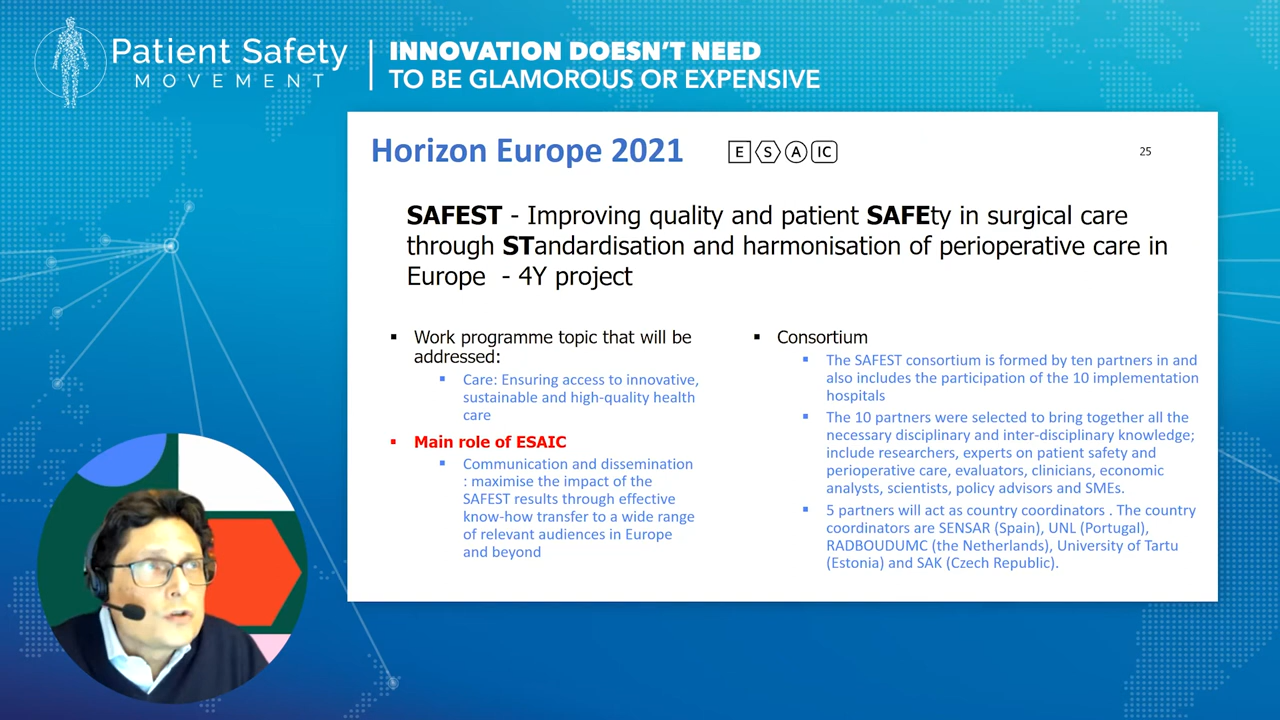 Patient Safety
MOVEMENT
INNOVATION DOESN'T NEED
TO BE GLAMOROUS OR EXPENSIVE
Horizon Europe 2021
E S A IC
25
SAFEST - Improving quality and patient SAFEty in surgical care
through STandardisation and harmonisation of perioperative care in
Europe - 4Y project
▪ Work programme topic that will be
addressed:
▪ Care: Ensuring access to innovative,
sustainable and high-quality health
care
▪ Main role of ESAIC
▪ Communication and dissemination
: maximise the impact of the
SAFEST results through effective
know-how transfer to a wide range
of relevant audiences in Europe
and beyond
▪ Consortium
▪ The SAFEST consortium is formed by ten partners in and
also includes the participation of the 10 implementation
hospitals
▪ The 10 partners were selected to bring together all the
necessary disciplinary and inter-disciplinary knowledge;
include researchers, experts on patient safety and
perioperative care, evaluators, clinicians, economic
analysts, scientists, policy advisors and SMEs.
▪ 5 partners will act as country coordinators . The country
coordinators are SENSAR (Spain), UNL (Portugal),
RADBOUDUMC (the Netherlands), University of Tartu
(Estonia) and SAK (Czech Republic).